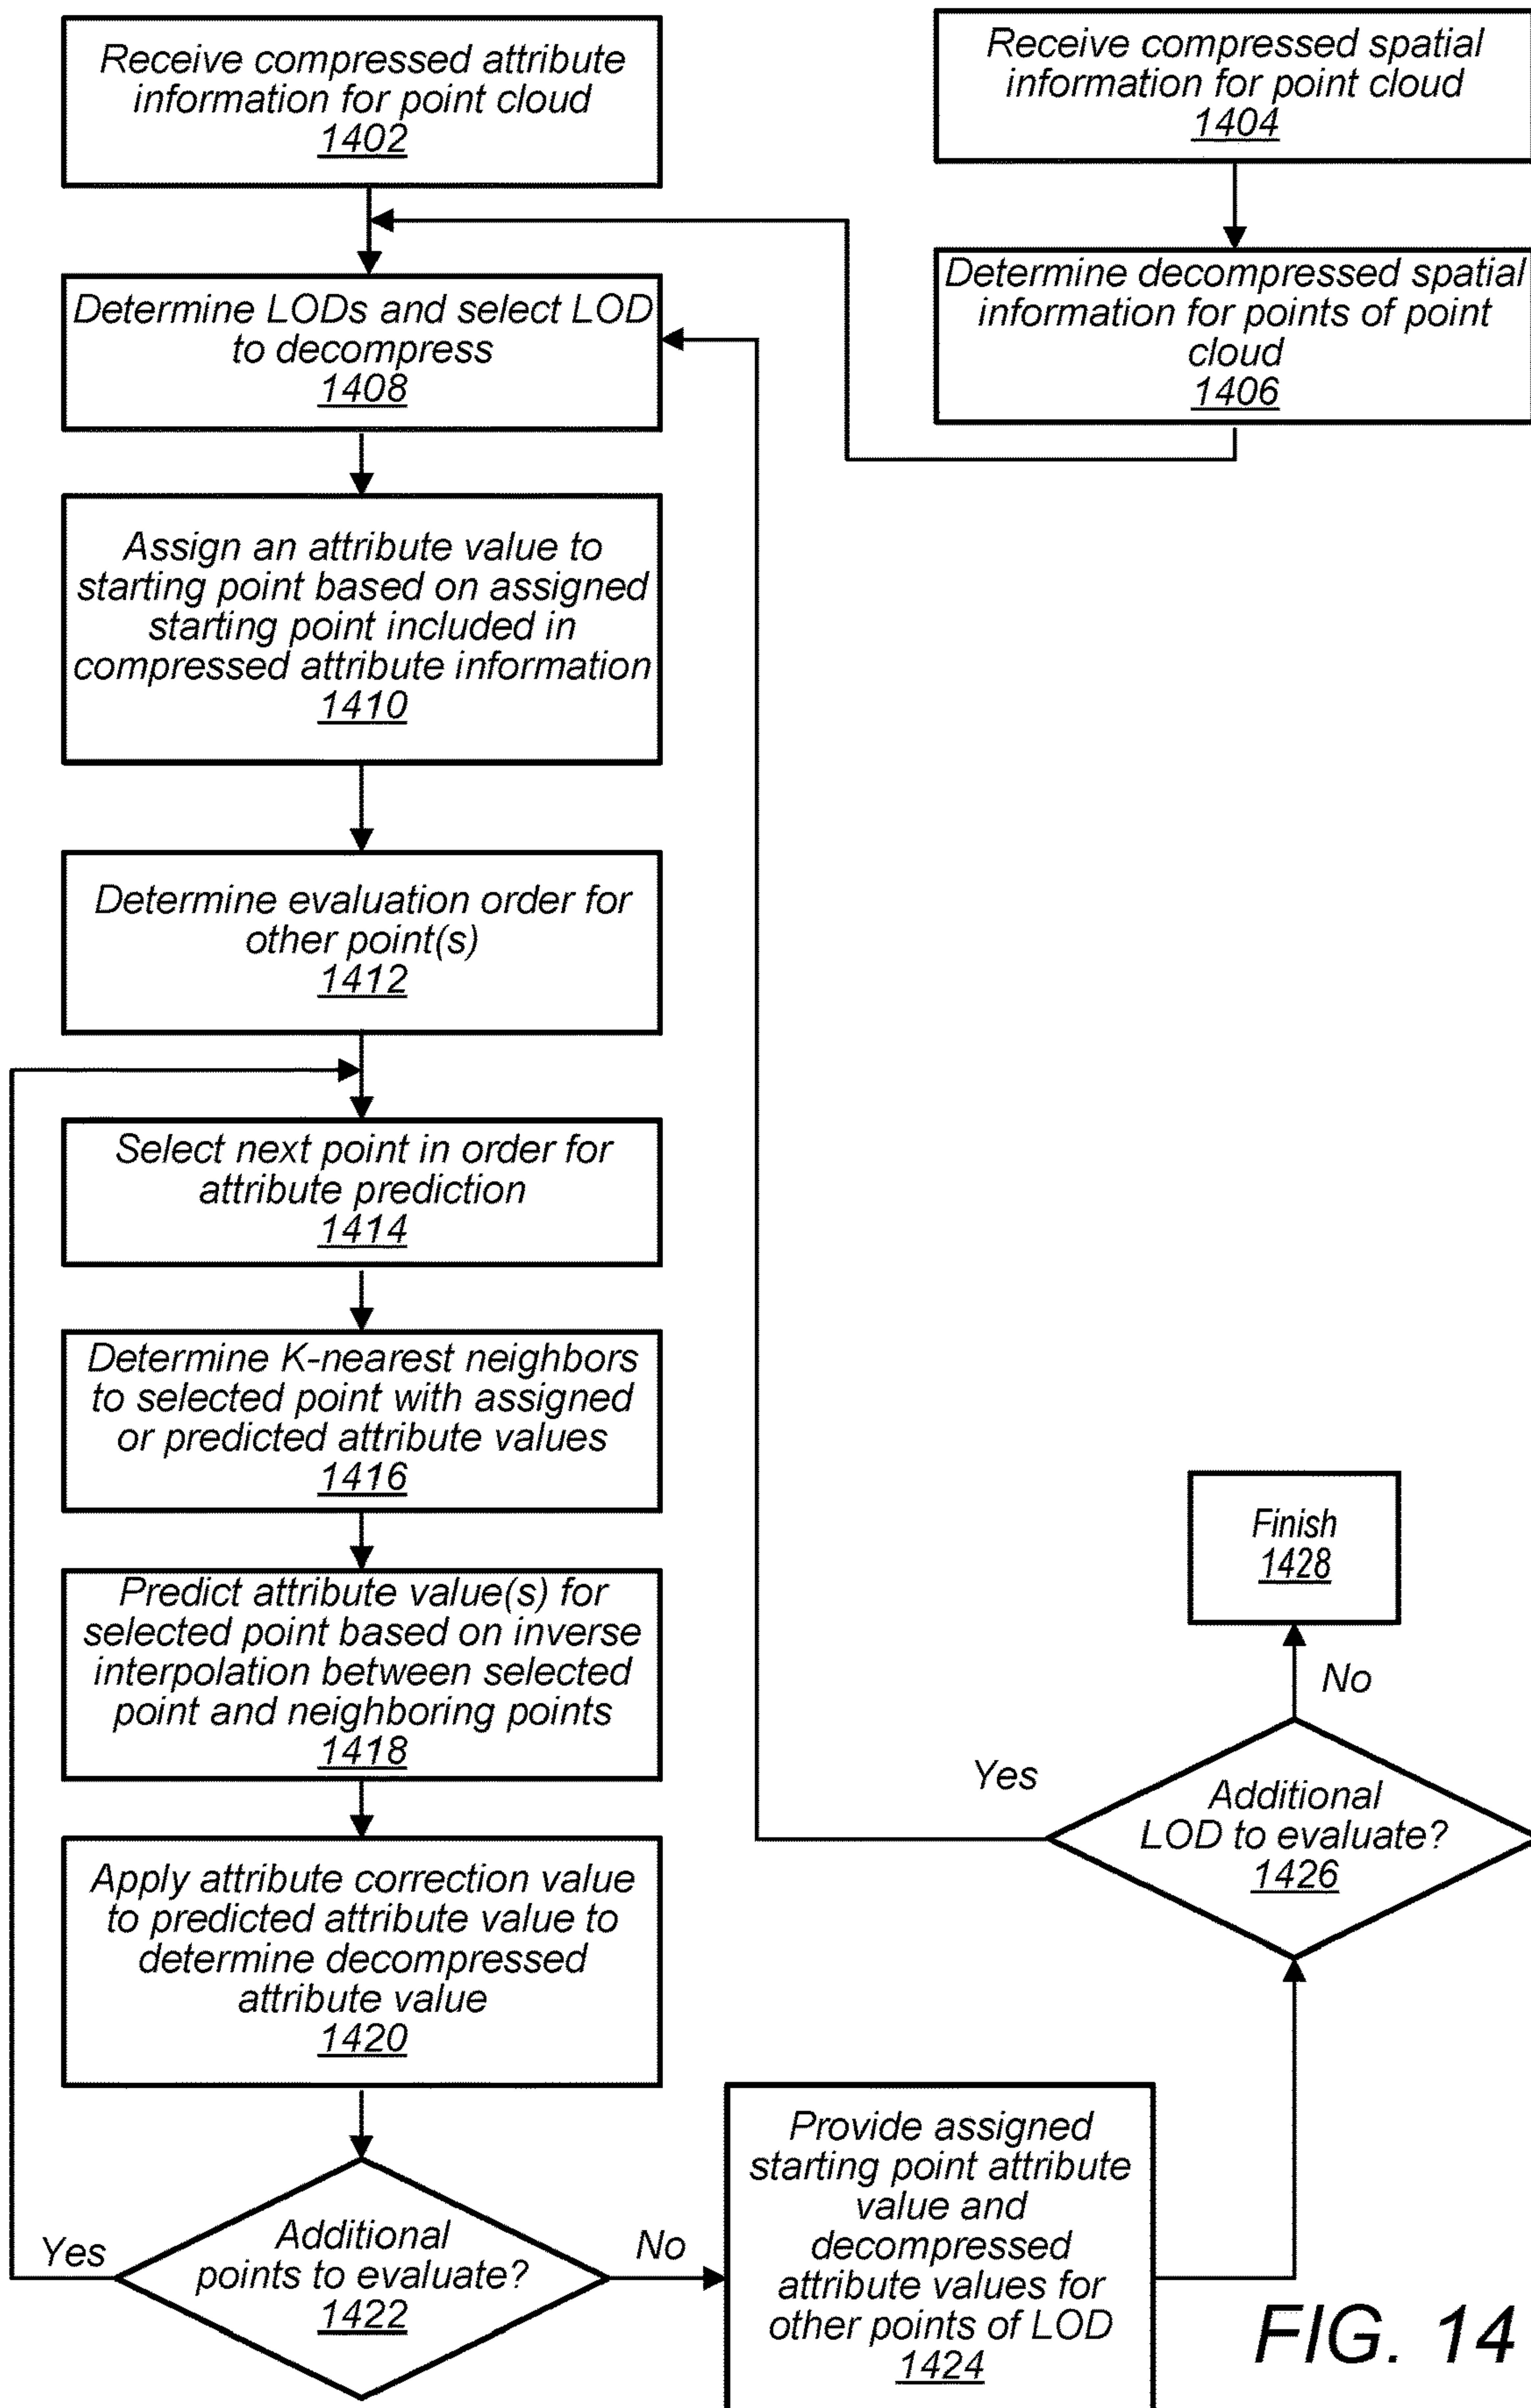 Receive compressed attribute
information for point cloud
1402
Receive compressed spatial
information for point cloud
1404
Determine decompressed spatial
information for points of point
cloud
1406
Determine LODs and select LOD
to decompress
1408
Assign an attribute value to
starting point based on assigned
starting point included in
compressed attribute information
1410
Determine evaluation order for
other point(s)
1412
Select next point in order for
attribute prediction
1414
Determine K-nearest neighbors
to selected point with assigned
or predicted attribute values
1416
Predict attribute value(s) for
selected point based on inverse
interpolation between selected
point and neighboring points
1418
Apply attribute correction value
to predicted attribute value to
determine decompressed
attribute value
1420
Yes
Additional
points to evaluate?
1422
No
Provide assigned
starting point attribute
value and
decompressed
attribute values for
other points of LOD
1424
Yes
Additional
LOD to evaluate?
1426
No
Finish
1428
FIG. 14